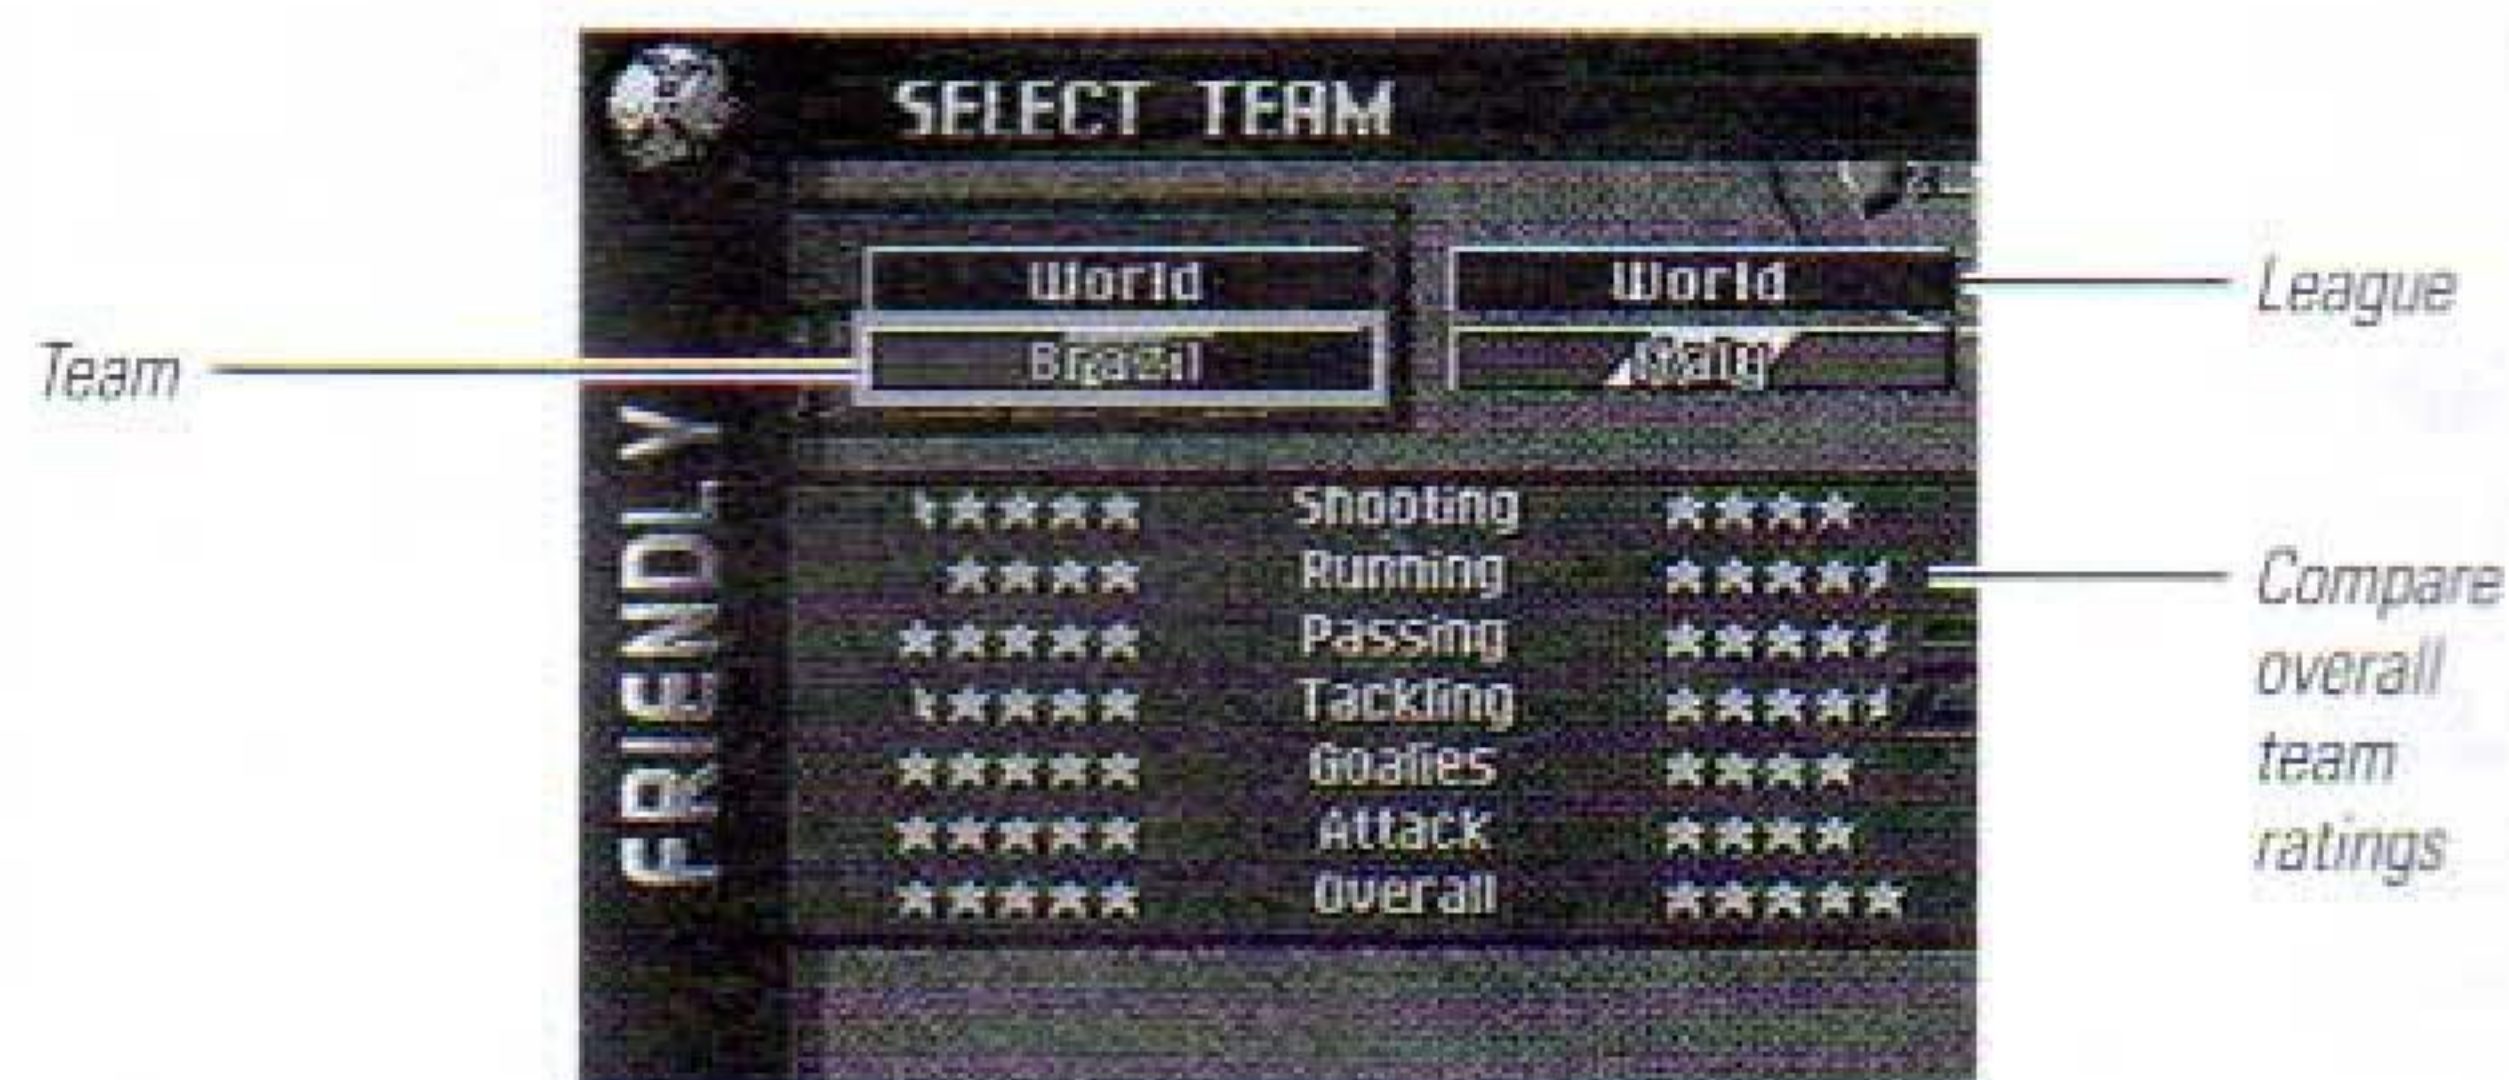 SELECT TEAM
World
World
League
Team
Brazil
Italy
FRIENDLY
Shooting
Running
Compare
overall
team
ratings
Passing
Tackling
Goalies
Attack
Overall